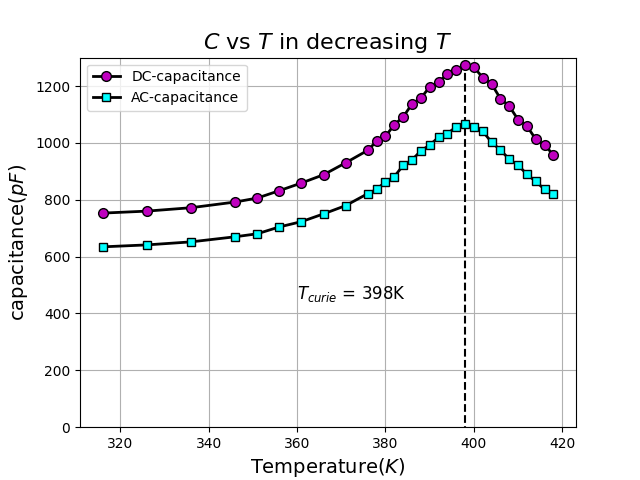 C vs T in decreasing T
DC-capacitance
AC-capacitance
1200
1000
800
600
400
200
0
capacitance(pF)
T_curie = 398K
320 340 360 380 400 420
Temperature(K)